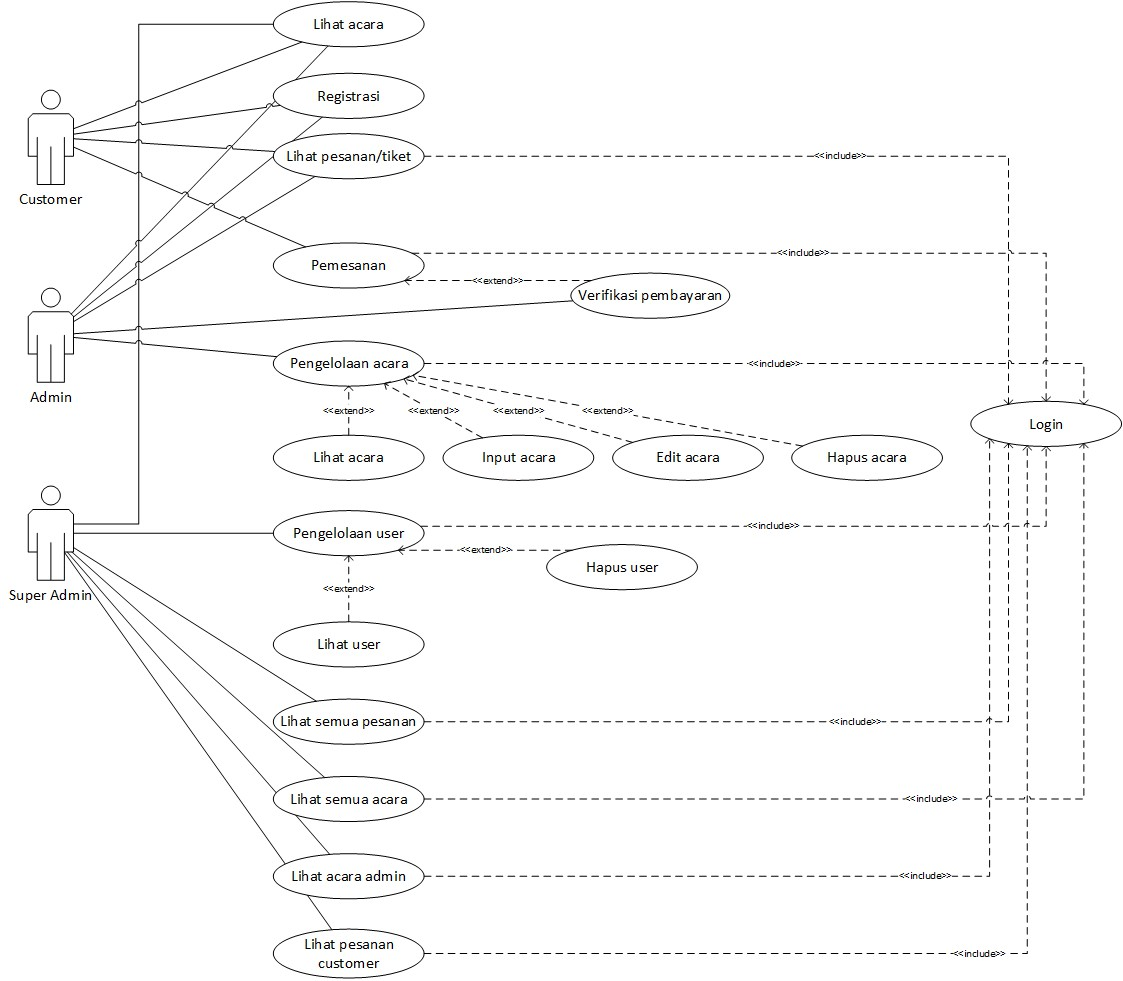 Lihat acara
Registrasi
Customer
Lihat pesanan/tiket
<<include>>
Pemesanan
<<include>>
<<extend>>
Verifikasi pembayaran
Admin
Pengelolaan acara
<<include>>
<<extend>>
<<extend>>
<<extend>>
<<extend>>
Login
Lihat acara
Input acara
Edit acara
Hapus acara
Super Admin
Pengelolaan user
<<include>>
<<extend>>
Hapus user
<<extend>>
Lihat user
Lihat semua pesanan
<<include>>
Lihat semua acara
<<include>>
Lihat acara admin
<<include>>
Lihat pesanan
customer
<<include>>